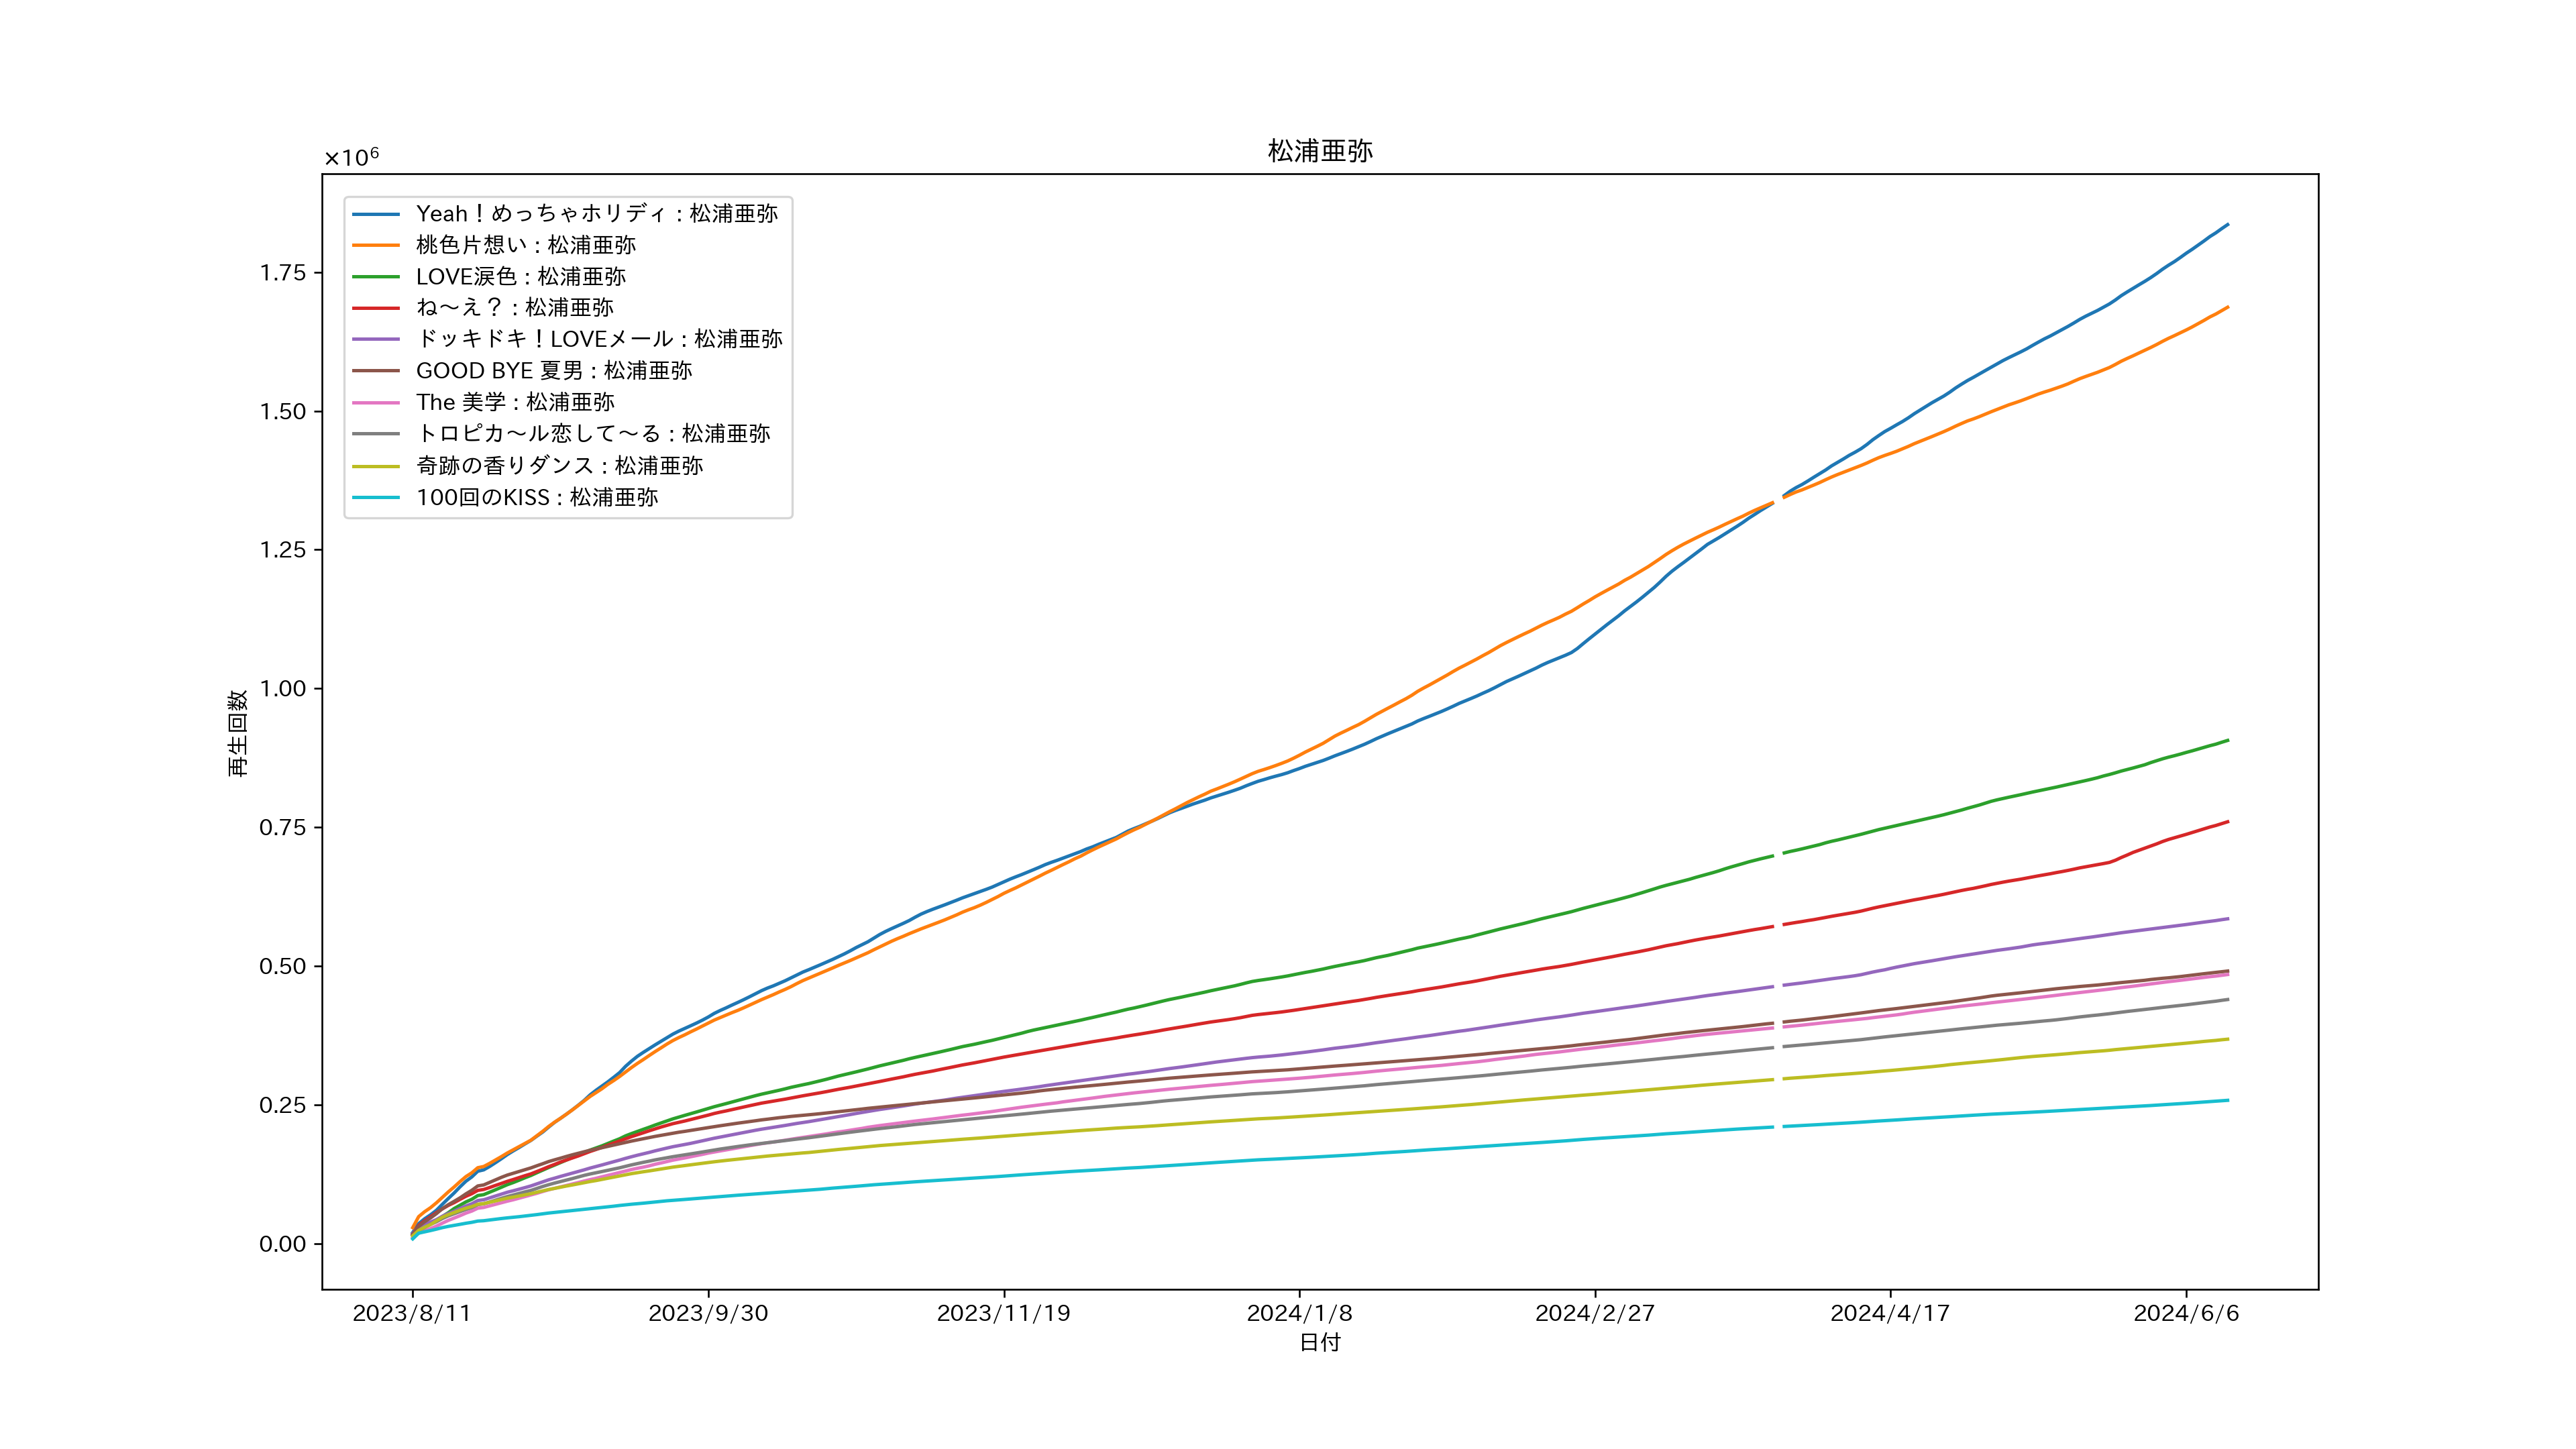 松浦亜弥
×10⁶
Yeah！めっちゃホリディ : 松浦亜弥
桃色片想い : 松浦亜弥
LOVE涙色 : 松浦亜弥
ね～え？ : 松浦亜弥
ドッキドキ！LOVEメール : 松浦亜弥
GOOD BYE 夏男 : 松浦亜弥
The 美学 : 松浦亜弥
トロピカ～ル恋して～る : 松浦亜弥
奇跡の香りダンス : 松浦亜弥
100回のKISS : 松浦亜弥
1.75
1.50
1.25
1.00
0.75
0.50
0.25
0.00
再生回数
2023/8/11 2023/9/30 2023/11/19 2024/1/8 2024/2/27 2024/4/17 2024/6/6
日付